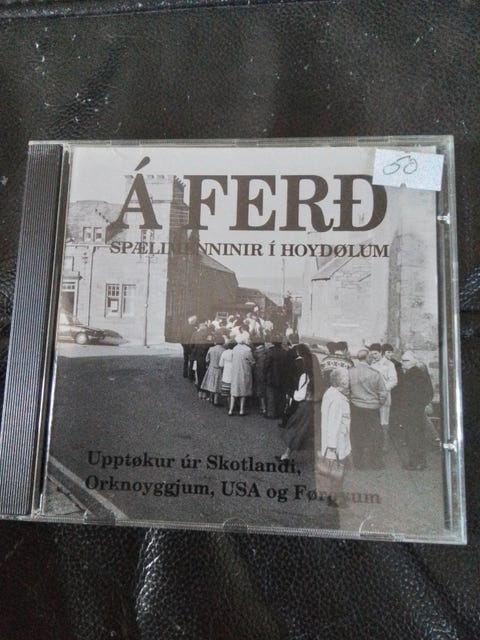 Á FERÐ
SPÆLIMENNINIR Í HOYDØLUM
50
Upptøkur úr Skotlandi,
Orknoyggjum, USA og Føroyum